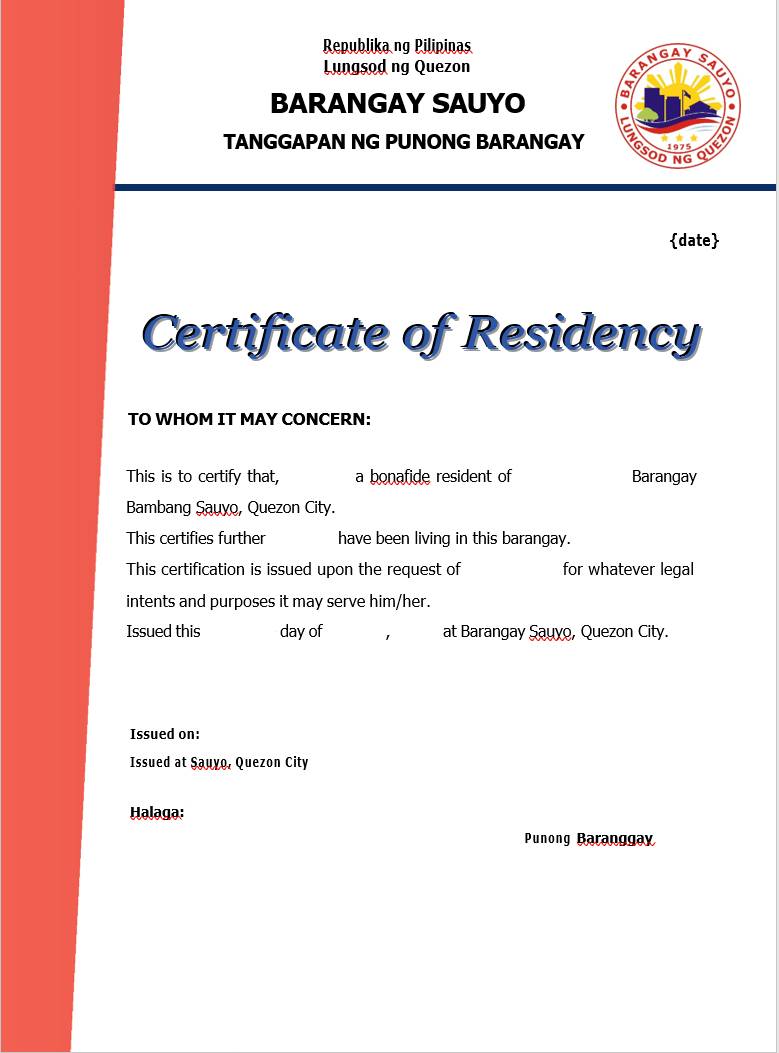 Republika ng Pilipinas
Lungsod ng Quezon
BARANGAY SAUYO
TANGGAPAN NG PUNONG BARANGAY
BARANGAY SAUYO
1975
LUNGSOD NG QUEZON
{date}
Certificate of Residency
TO WHOM IT MAY CONCERN:
This is to certify that, a bonafide resident of Barangay
Bambang Sauyo, Quezon City.
This certifies further have been living in this barangay.
This certification is issued upon the request of for whatever legal
intents and purposes it may serve him/her.
Issued this day of , at Barangay Sauyo, Quezon City.
Issued on:
Issued at Sauyo, Quezon City
Halaga:
Punong Baranggay